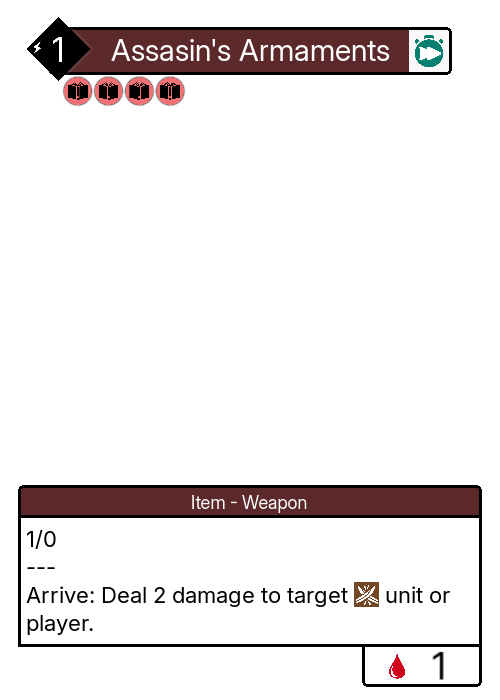 1 Assasin's Armaments
Item - Weapon
1/0
---
Arrive: Deal 2 damage to target unit or
player.
1